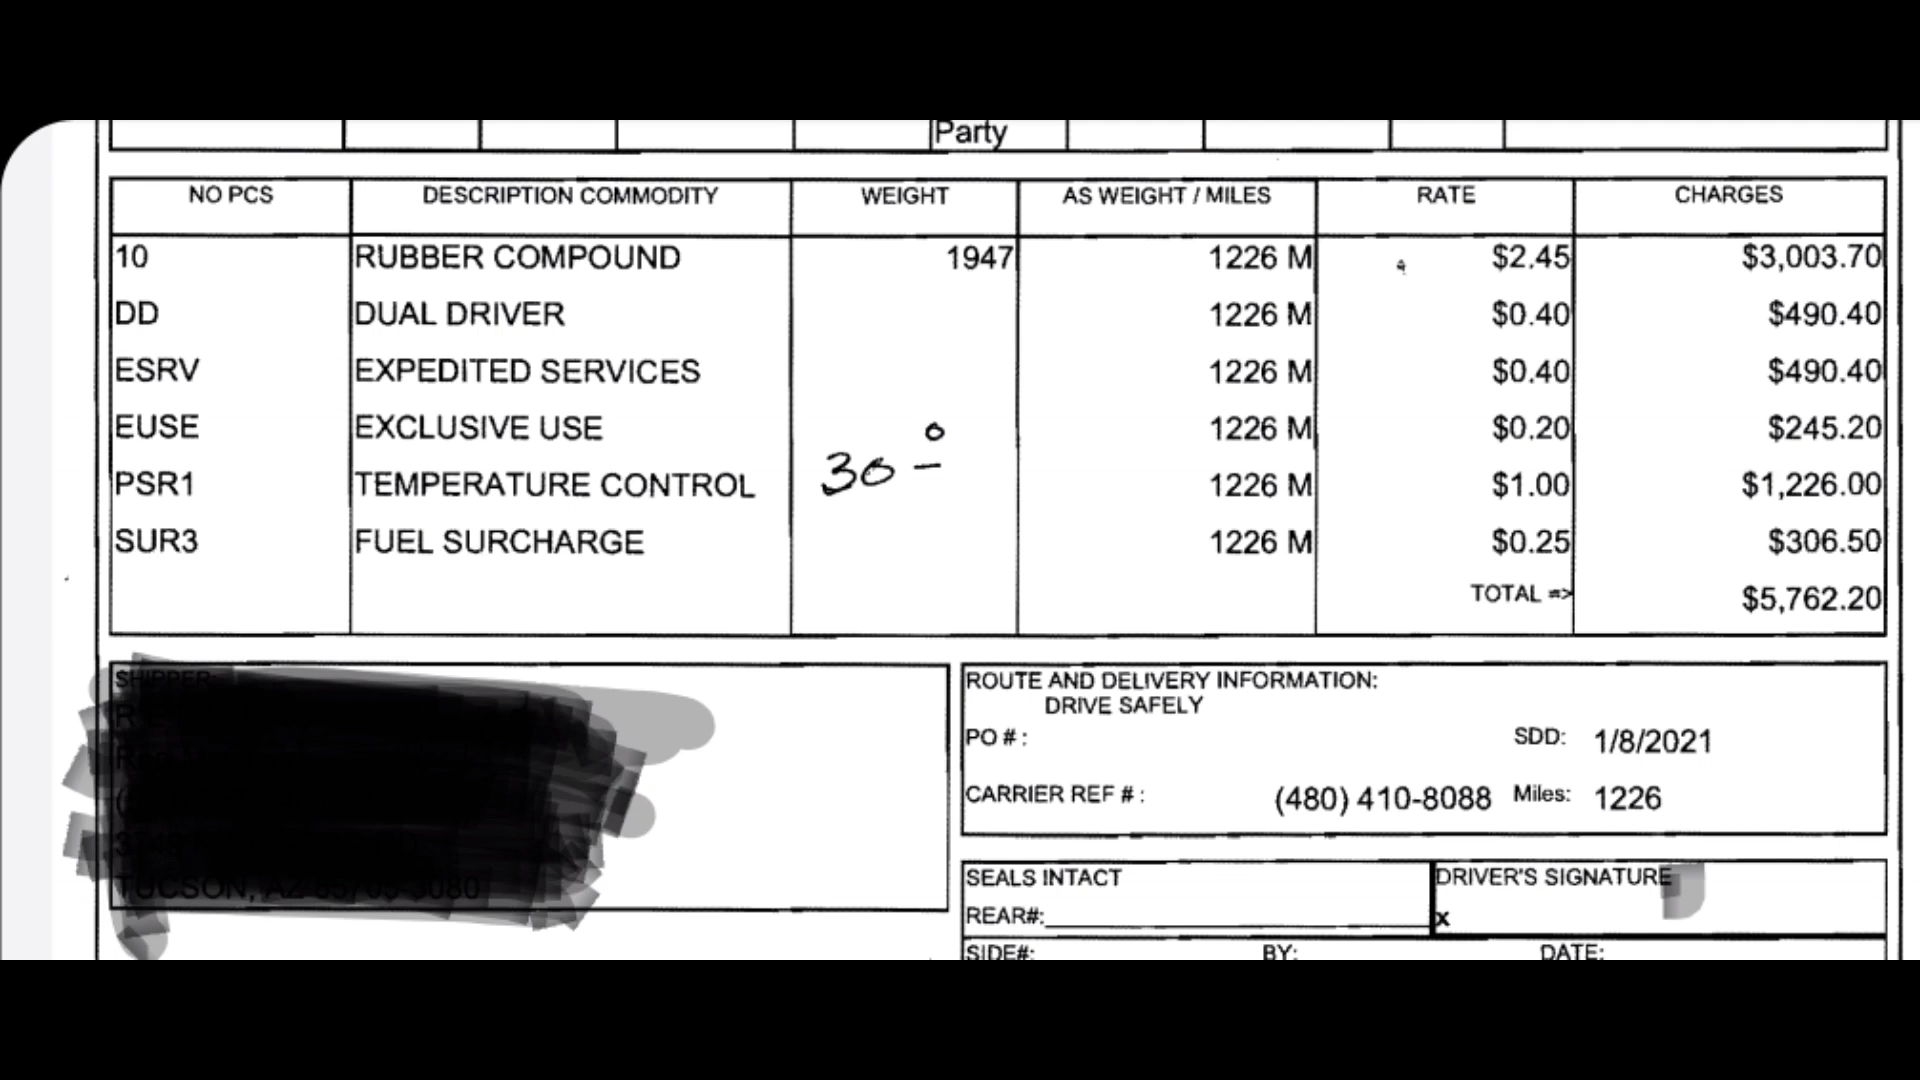 Party
NO PCS DESCRIPTION COMMODITY WEIGHT AS WEIGHT / MILES RATE CHARGES
10 RUBBER COMPOUND 1947 1226 M $2.45 $3,003.70
DD DUAL DRIVER 1226 M $0.40 $490.40
ESRV EXPEDITED SERVICES 1226 M $0.40 $490.40
EUSE EXCLUSIVE USE 1226 M $0.20 $245.20
PSR1 TEMPERATURE CONTROL 30 -° 1226 M $1.00 $1,226.00
SUR3 FUEL SURCHARGE 1226 M $0.25 $306.50
TOTAL => $5,762.20
SHIPPER
TUCSON, AZ
ROUTE AND DELIVERY INFORMATION:
DRIVE SAFELY
PO # : SDD: 1/8/2021
CARRIER REF # : (480) 410-8088 Miles: 1226
SEALS INTACT DRIVER'S SIGNATURE
REAR#: x
SIDE#: BY: DATE: